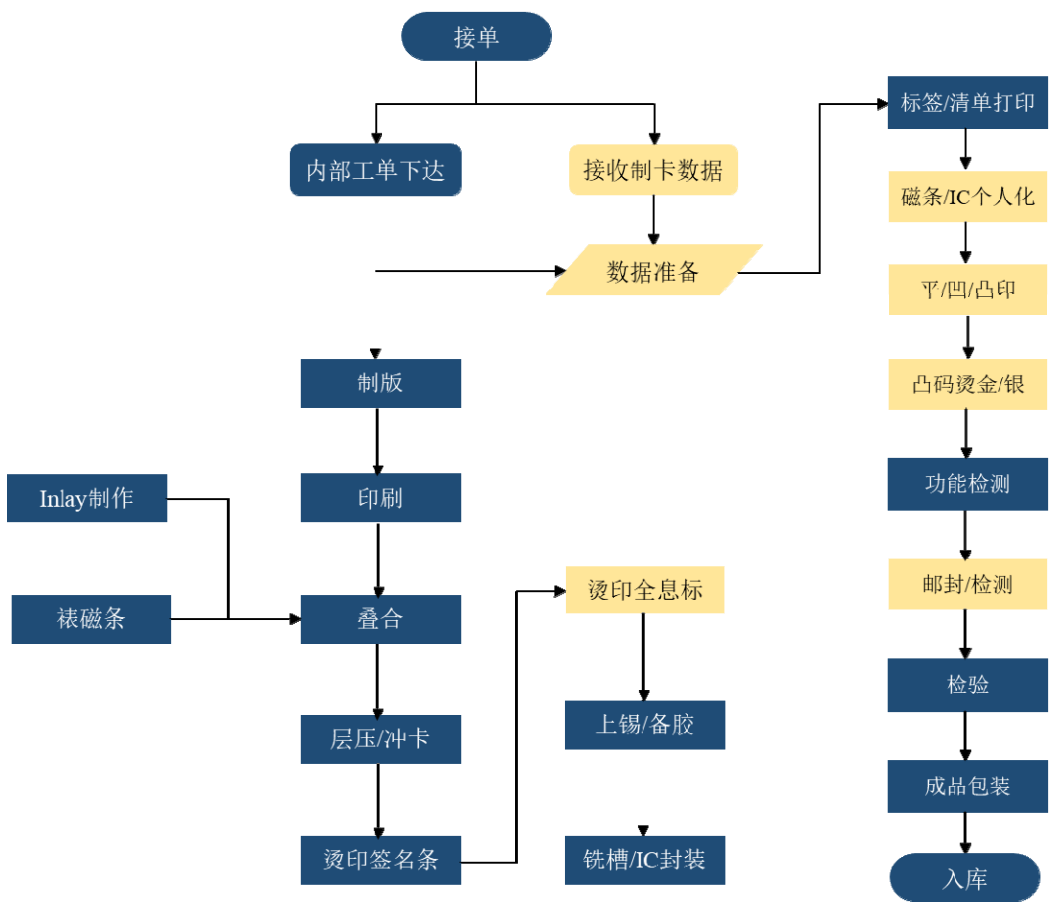 接单
内部工单下达
接收制卡数据
数据准备
制版
印刷
Inlay制作
裱磁条
叠合
层压/冲卡
烫印签名条
烫印全息标
上锡/备胶
铣槽/IC封装
标签/清单打印
磁条/IC个人化
平/凹/凸印
凸码烫金/银
功能检测
邮封/检测
检验
成品包装
入库